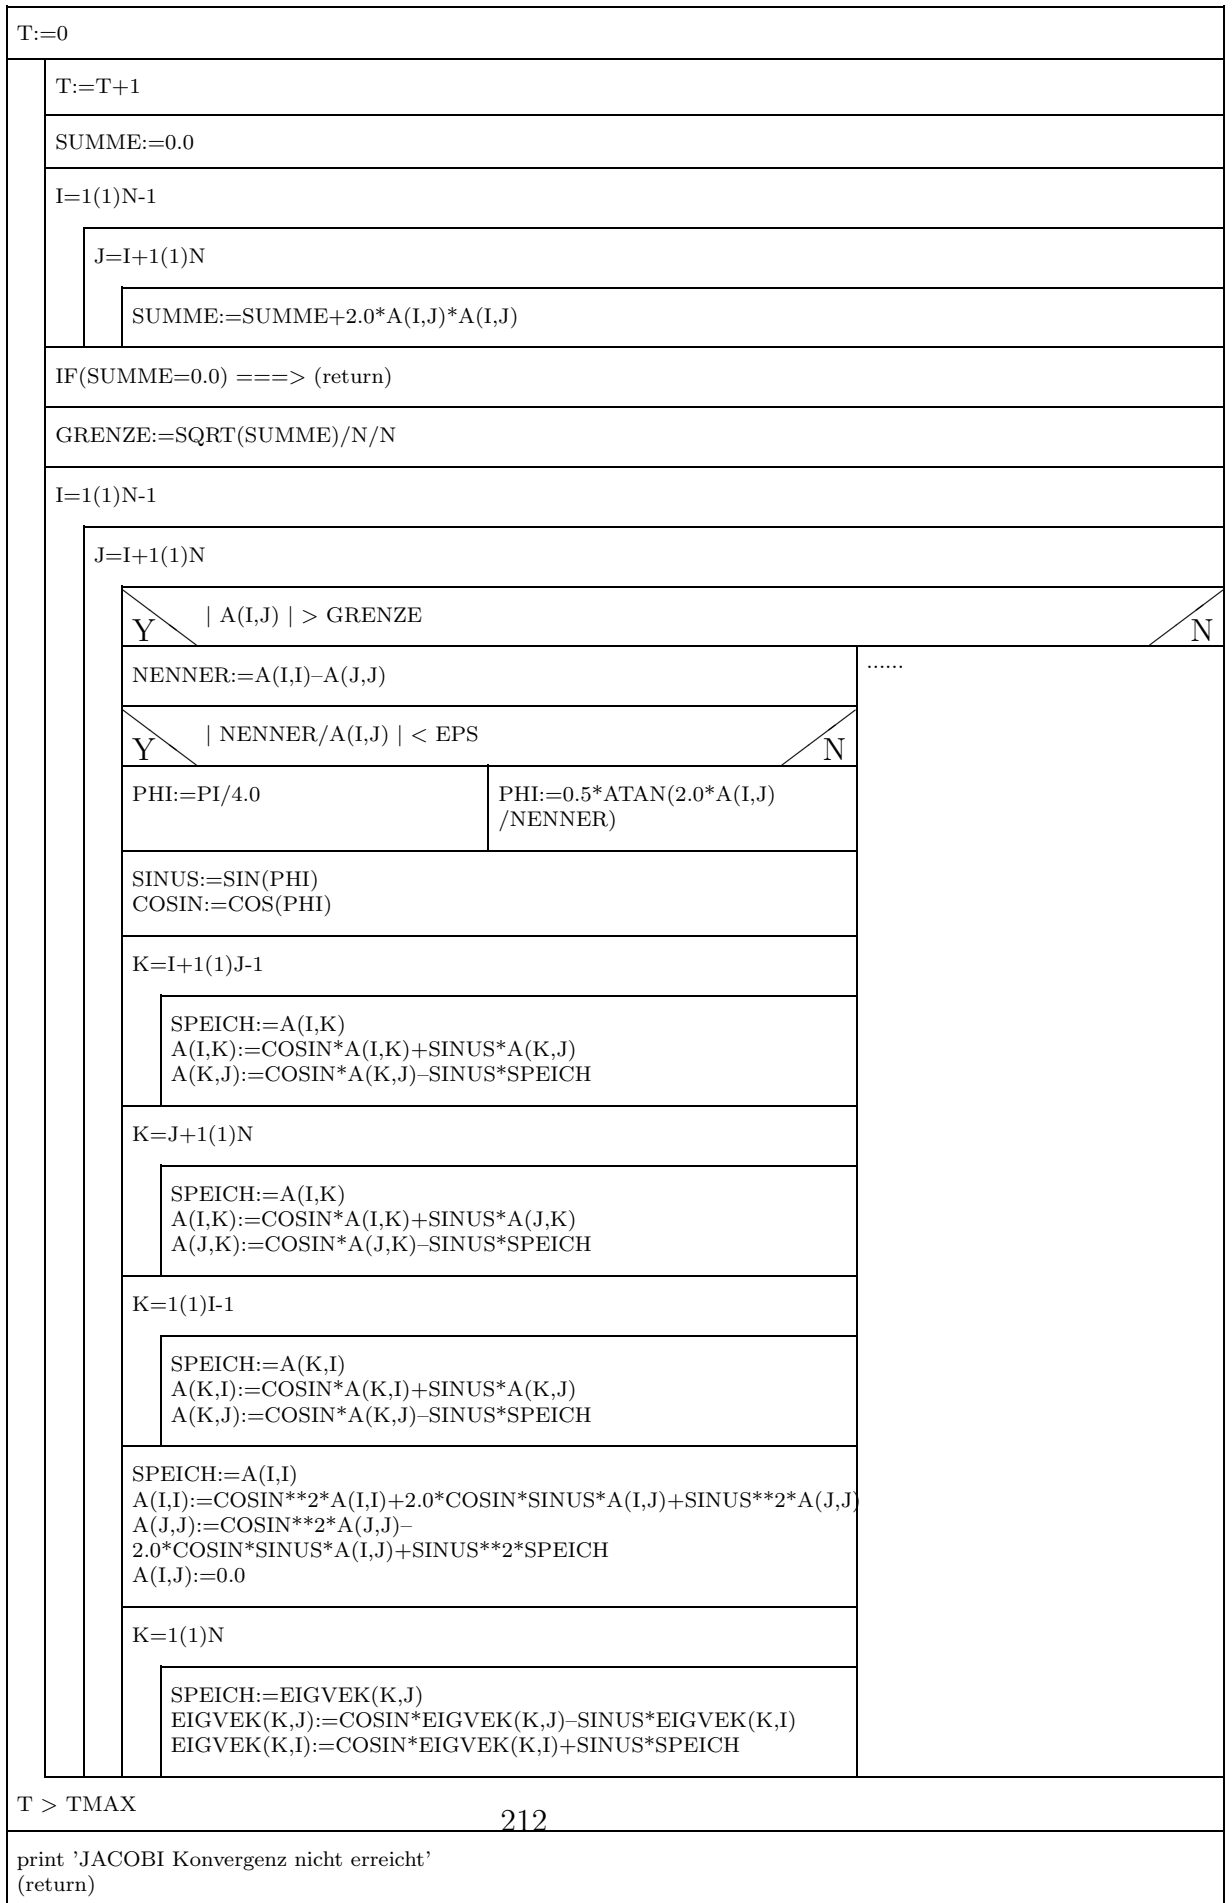 T:=0
T:=T+1
SUMME:=0.0
I=1(1)N-1
J=I+1(1)N
SUMME:=SUMME+2.0*A(I,J)*A(I,J)
IF(SUMME=0.0) ===> (return)
GRENZE:=SQRT(SUMME)/N/N
I=1(1)N-1
J=I+1(1)N
Y | A(I,J) | > GRENZE N
NENNER:=A(I,I)–A(J,J)
......
Y | NENNER/A(I,J) | < EPS N
PHI:=PI/4.0
PHI:=0.5*ATAN(2.0*A(I,J)
/NENNER)
SINUS:=SIN(PHI)
COSIN:=COS(PHI)
K=I+1(1)J-1
SPEICH:=A(I,K)
A(I,K):=COSIN*A(I,K)+SINUS*A(K,J)
A(K,J):=COSIN*A(K,J)–SINUS*SPEICH
K=J+1(1)N
SPEICH:=A(I,K)
A(I,K):=COSIN*A(I,K)+SINUS*A(J,K)
A(J,K):=COSIN*A(J,K)–SINUS*SPEICH
K=1(1)I-1
SPEICH:=A(K,I)
A(K,I):=COSIN*A(K,I)+SINUS*A(K,J)
A(K,J):=COSIN*A(K,J)–SINUS*SPEICH
SPEICH:=A(I,I)
A(I,I):=COSIN**2*A(I,I)+2.0*COSIN*SINUS*A(I,J)+SINUS**2*A(J,J)
A(J,J):=COSIN**2*A(J,J)–
2.0*COSIN*SINUS*A(I,J)+SINUS**2*SPEICH
A(I,J):=0.0
K=1(1)N
SPEICH:=EIGVEK(K,J)
EIGVEK(K,J):=COSIN*EIGVEK(K,J)–SINUS*EIGVEK(K,I)
EIGVEK(K,I):=COSIN*EIGVEK(K,I)+SINUS*SPEICH
T > TMAX
212
print 'JACOBI Konvergenz nicht erreicht'
(return)